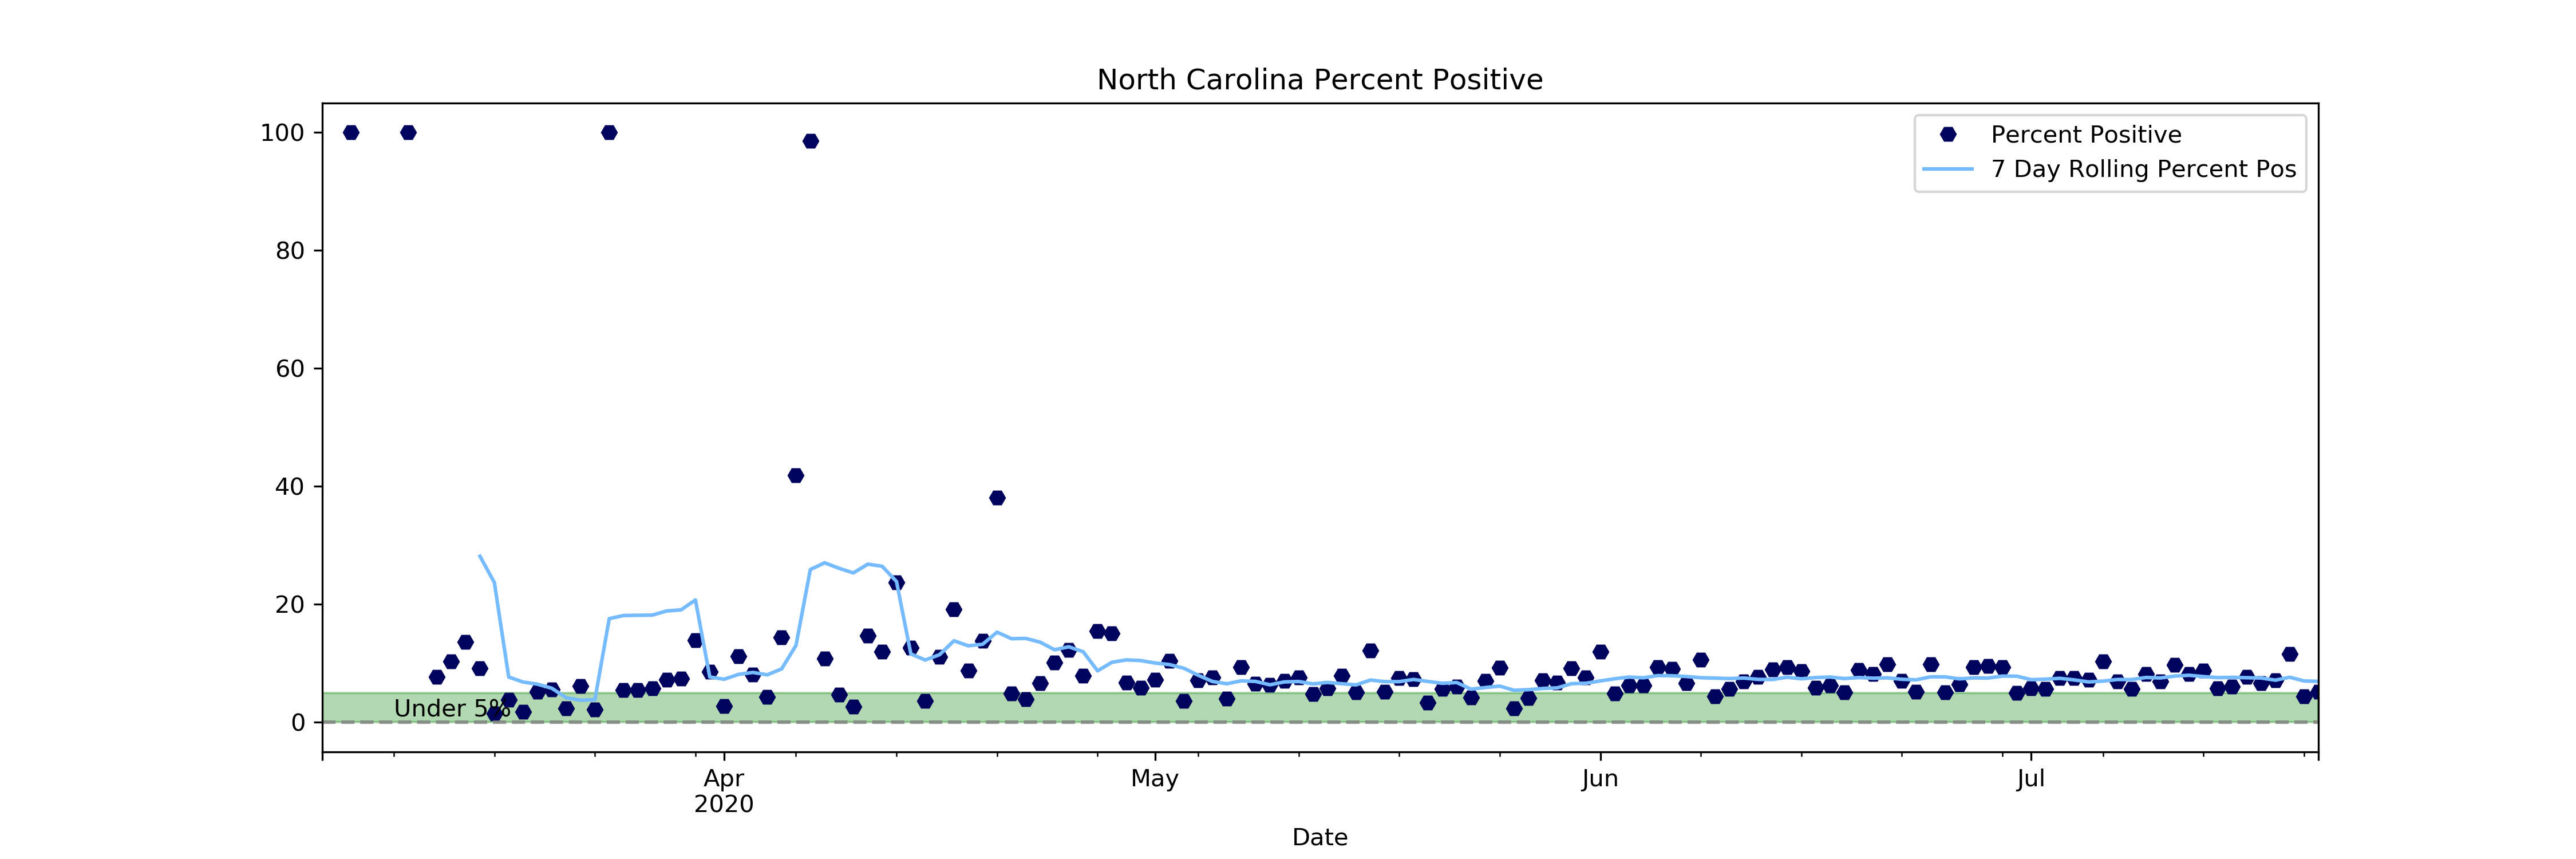 North Carolina Percent Positive
100
80
60
40
20
0
Percent Positive
7 Day Rolling Percent Pos
Under 5%
Apr
2020
May
Jun
Jul
Date